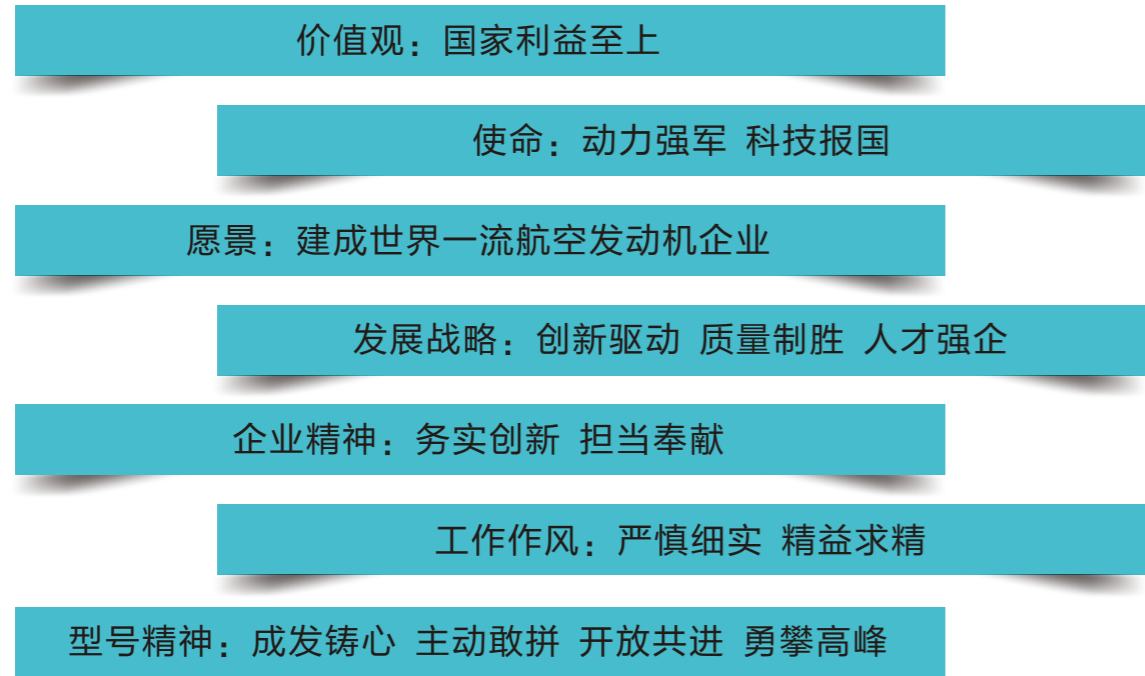 价值观：国家利益至上
使命：动力强军 科技报国
愿景：建成世界一流航空发动机企业
发展战略：创新驱动 质量制胜 人才强企
企业精神：务实创新 担当奉献
工作作风：严慎细实 精益求精
型号精神：成发铸心 主动敢拼 开放共进 勇攀高峰